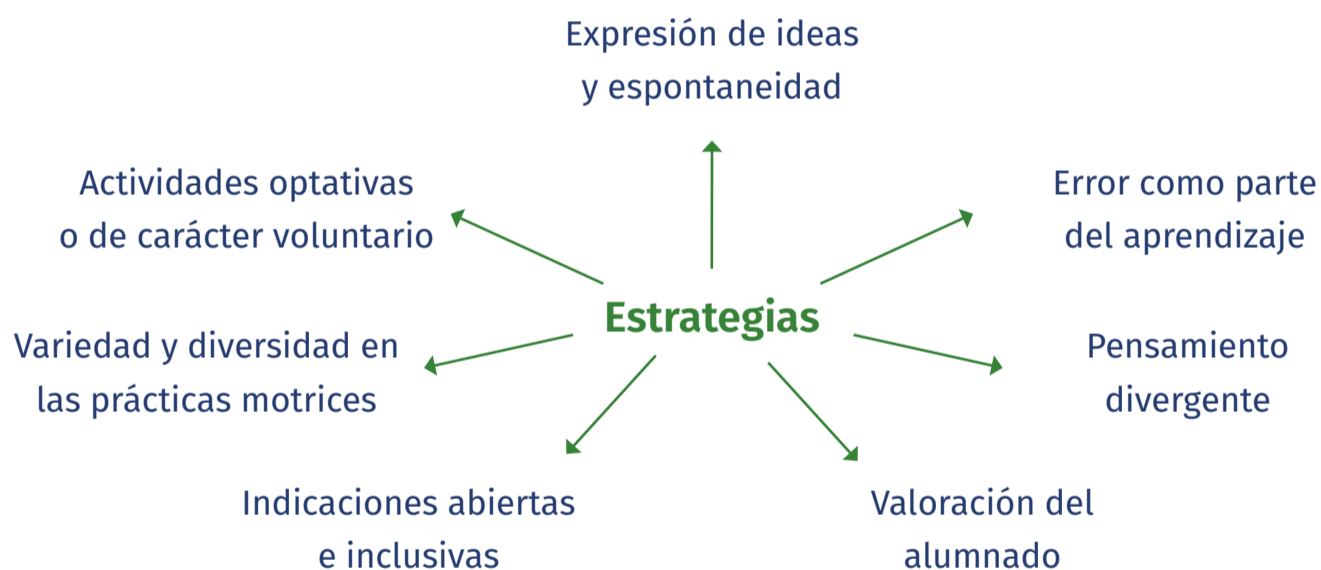 Expresión de ideas
y espontaneidad
Actividades optativas
o de carácter voluntario
Error como parte
del aprendizaje
Estrategias
Variedad y diversidad en
las prácticas motrices
Pensamiento
divergente
Indicaciones abiertas
e inclusivas
Valoración del
alumnado